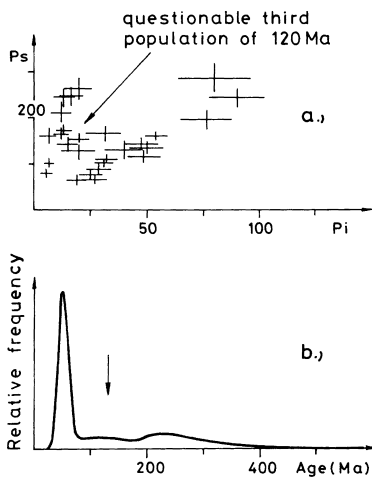 questionable third
population of 120 Ma
Ps
200
a.,
50
100
Pi
Relative frequency
b.,
200
400
Age (Ma)